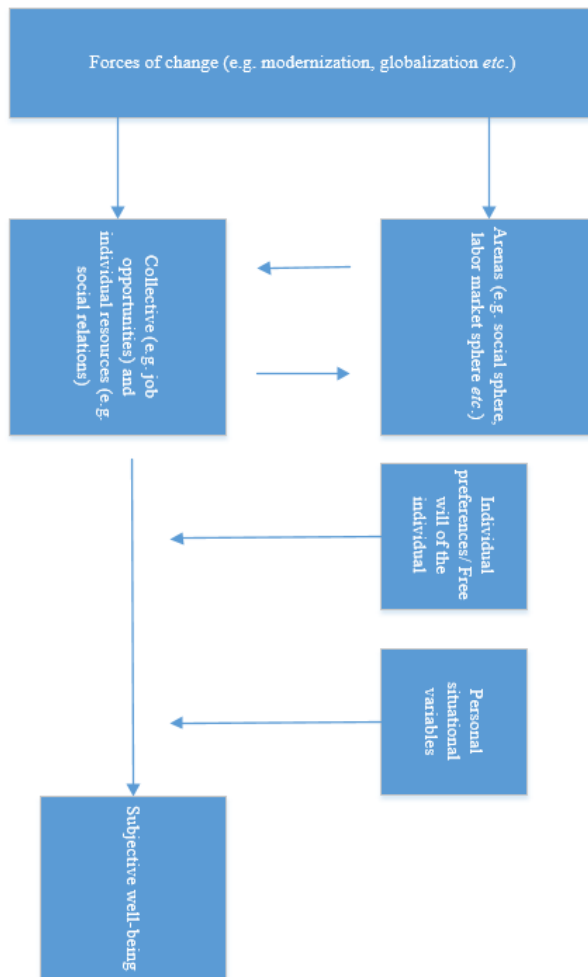 Forces of change (e.g. modernization, globalization etc.)
Arenas (e.g. social sphere,
labor market sphere etc.)
Collective (e.g. job
opportunities) and
individual resources (e.g.
social relations)
Individual
preferences/ Free
will of the
individual
Personal
situational
variables
Subjective well-being